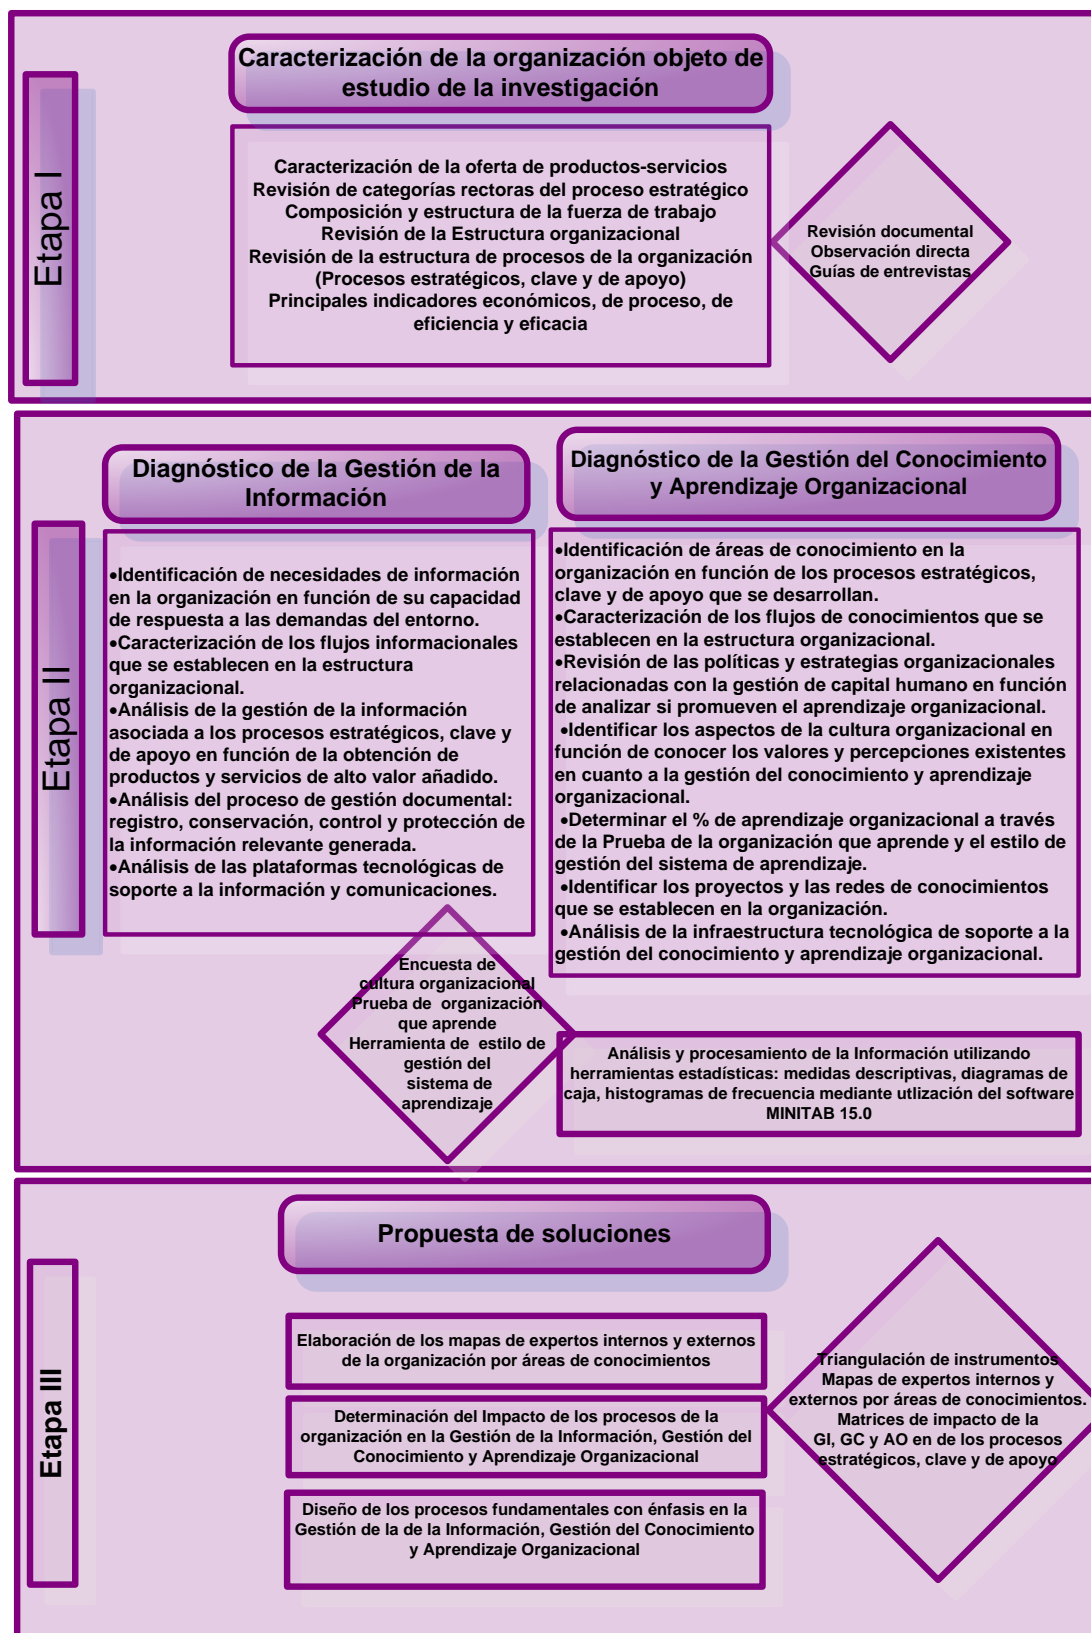 Etapa I
Caracterización de la organización objeto de
estudio de la investigación
Caracterización de la oferta de productos-servicios
Revisión de categorías rectoras del proceso estratégico
Composición y estructura de la fuerza de trabajo
Revisión de la Estructura organizacional
Revisión de la estructura de procesos de la organización
(Procesos estratégicos, clave y de apoyo)
Principales indicadores económicos, de proceso, de
eficiencia y eficacia
Revisión documental
Observación directa
Guías de entrevistas
Etapa II
Diagnóstico de la Gestión de la
Información
•Identificación de necesidades de información
en la organización en función de su capacidad
de respuesta a las demandas del entorno.
•Caracterización de los flujos informacionales
que se establecen en la estructura
organizacional.
•Análisis de la gestión de la información
asociada a los procesos estratégicos, clave y
de apoyo en función de la obtención de
productos y servicios de alto valor añadido.
•Análisis del proceso de gestión documental:
registro, conservación, control y protección de
la información relevante generada.
•Análisis de las plataformas tecnológicas de
soporte a la información y comunicaciones.
Diagnóstico de la Gestión del Conocimiento
y Aprendizaje Organizacional
•Identificación de áreas de conocimiento en la
organización en función de los procesos estratégicos,
clave y de apoyo que se desarrollan.
•Caracterización de los flujos de conocimientos que se
establecen en la estructura organizacional.
•Revisión de las políticas y estrategias organizacionales
relacionadas con la gestión de capital humano en función
de analizar si promueven el aprendizaje organizacional.
•Identificar los aspectos de la cultura organizacional en
función de conocer los valores y percepciones existentes
en cuanto a la gestión del conocimiento y aprendizaje
organizacional.
•Determinar el % de aprendizaje organizacional a través
de la Prueba de la organización que aprende y el estilo de
gestión del sistema de aprendizaje.
•Identificar los proyectos y las redes de conocimientos
que se establecen en la organización.
•Análisis de la infraestructura tecnológica de soporte a la
gestión del conocimiento y aprendizaje organizacional.
Encuesta de
cultura organizacional
Prueba de organización
que aprende
Herramienta de estilo de
gestión del
sistema de
aprendizaje
Análisis y procesamiento de la Información utilizando
herramientas estadísticas: medidas descriptivas, diagramas de
caja, histogramas de frecuencia mediante utlización del software
MINITAB 15.0
Etapa III
Propuesta de soluciones
Elaboración de los mapas de expertos internos y externos
de la organización por áreas de conocimientos
Determinación del Impacto de los procesos de la
organización en la Gestión de la Información, Gestión del
Conocimiento y Aprendizaje Organizacional
Diseño de los procesos fundamentales con énfasis en la
Gestión de la de la Información, Gestión del Conocimiento
y Aprendizaje Organizacional
Triangulación de instrumentos
Mapas de expertos internos y
externos por áreas de conocimientos.
Matrices de impacto de la
GI, GC y AO en de los procesos
estratégicos, clave y de apoyo